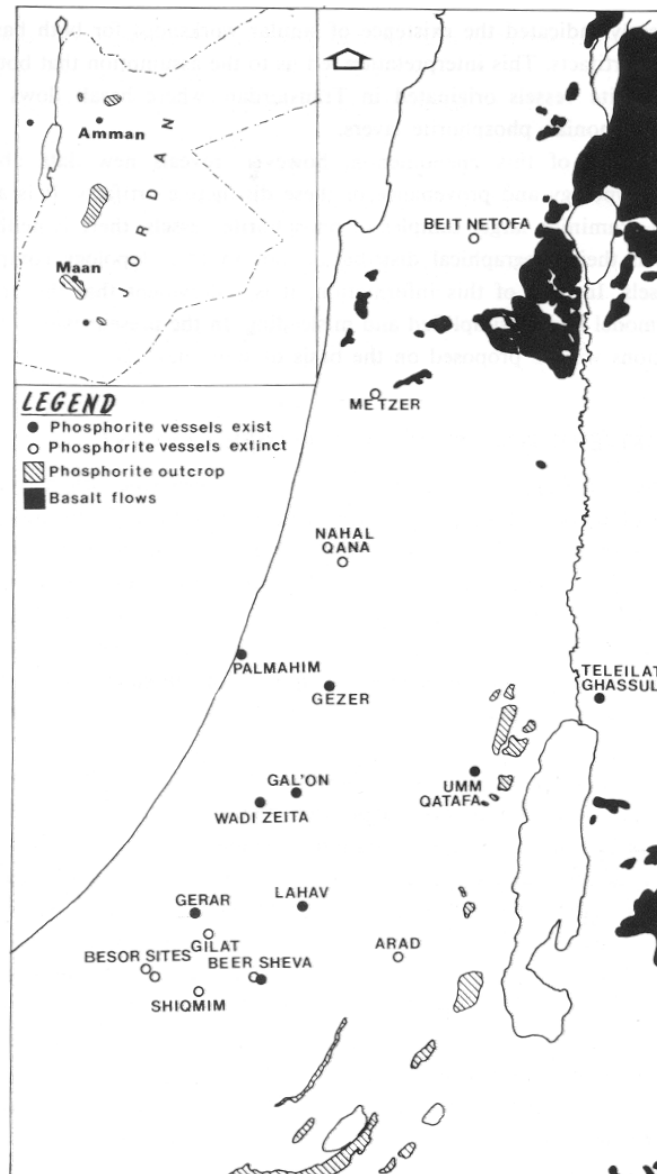 Amman
JORDAN
Maan
LEGEND
Phosphorite vessels exist
Phosphorite vessels extinct
Phosphorite outcrop
Basalt flows
BEIT NETOFA
METZER
NAHAL
QANA
PALMAHIM
GEZER
TELEILAT
GHASSUL
GAL'ON
WADI ZEITA
UMM
QATAFA
GERAR
LAHAV
GILAT
ARAD
BESOR SITES
BEER SHEVA
SHIQMIM